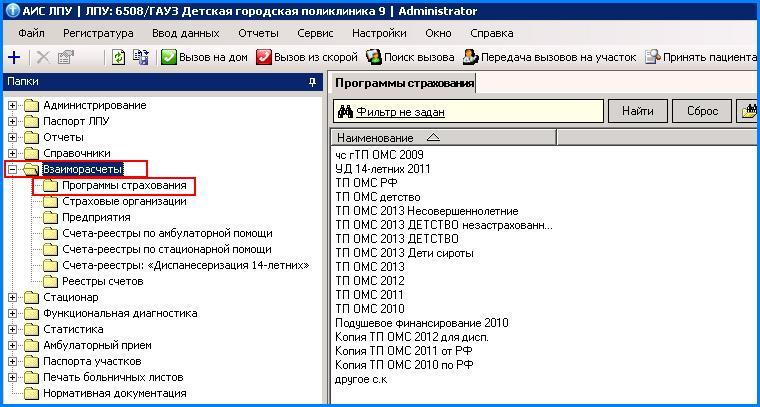 АИС ЛПУ | ЛПУ: 6508/ГАУЗ Детская городская поликлиника 9 | Administrator
Файл Регистратура Ввод данных Отчеты Сервис Настройки Окно Справка
Вызов на дом Вызов из скорой Поиск вызова Передача вызовов на участок Принять пациента
Папки
Администрирование
Паспорт ЛПУ
Отчеты
Справочники
Взаиморасчеты
Программы страхования
Страховые организации
Предприятия
Счета-реестры по амбулаторной помощи
Счета-реестры по стационарной помощи
Счета-реестры: «Диспанесеризация 14-летних»
Реестры счетов
Стационар
Функциональная диагностика
Статистика
Амбулаторный прием
Паспорта участков
Печать больничных листов
Нормативная документация
Программы страхования
Фильтр не задан Найти Сброс
Наименование
чс гТП ОМС 2009
УД 14-летних 2011
ТП ОМС РФ
ТП ОМС детство
ТП ОМС 2013 Несовершеннолетние
ТП ОМС 2013 ДЕТСТВО незастрахованн...
ТП ОМС 2013 ДЕТСТВО
ТП ОМС 2013 Дети сироты
ТП ОМС 2013
ТП ОМС 2012
ТП ОМС 2011
ТП ОМС 2010
Подушевое финансирование 2010
Копия ТП ОМС 2012 для дисп.
Копия ТП ОМС 2011 от РФ
Копия ТП ОМС 2010 по РФ
другое с.к